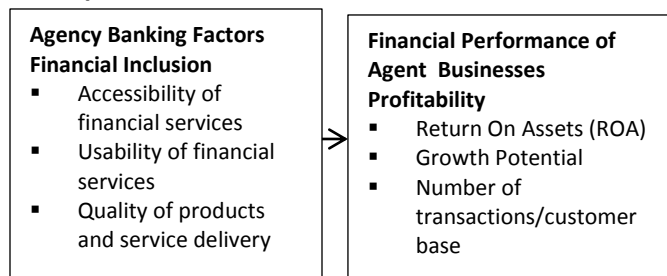 Agency Banking Factors
Financial Inclusion
▪ Accessibility of
financial services
▪ Usability of financial
services
▪ Quality of products
and service delivery
Financial Performance of
Agent Businesses
Profitability
▪ Return On Assets (ROA)
▪ Growth Potential
▪ Number of
transactions/customer
base